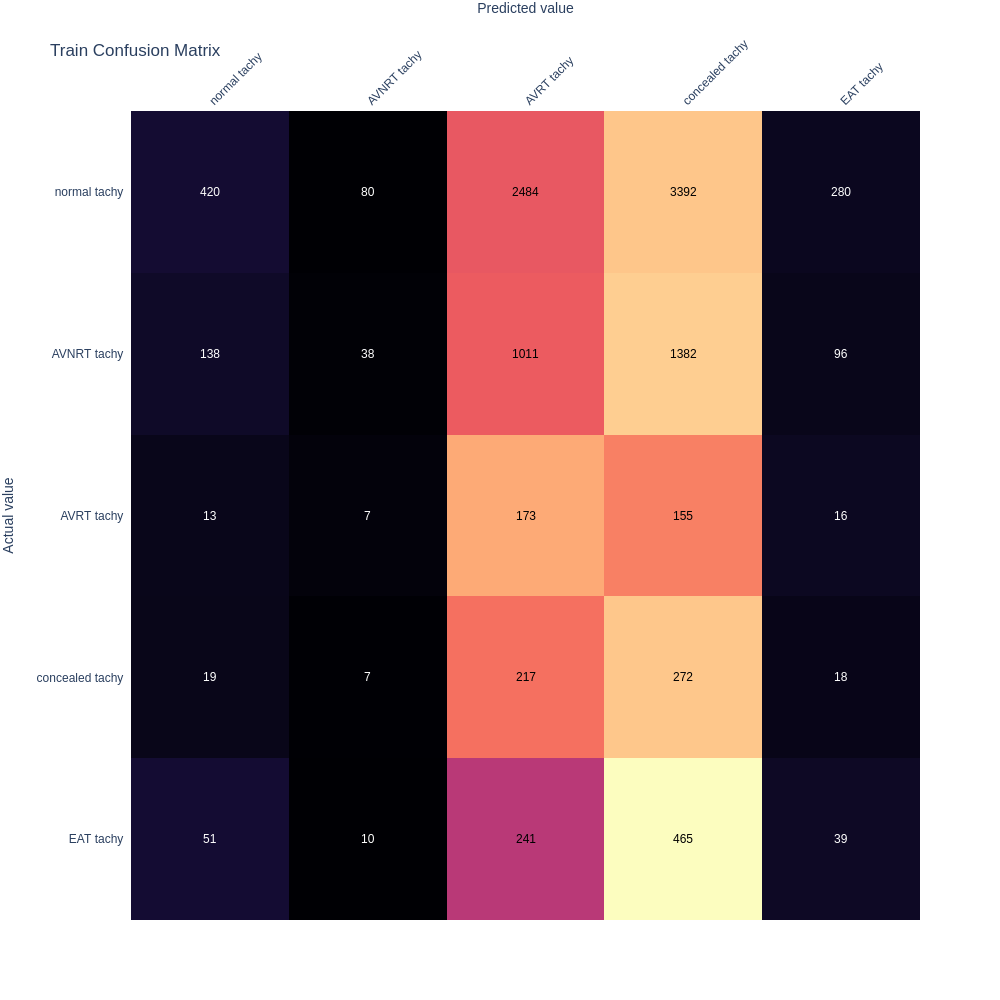 Predicted value
Train Confusion Matrix
normal tachy AVNRT tachy AVRT tachy concealed tachy EAT tachy
normal tachy 420 80 2484 3392 280
AVNRT tachy 138 38 1011 1382 96
AVRT tachy 13 7 173 155 16
concealed tachy 19 7 217 272 18
EAT tachy 51 10 241 465 39
Actual value